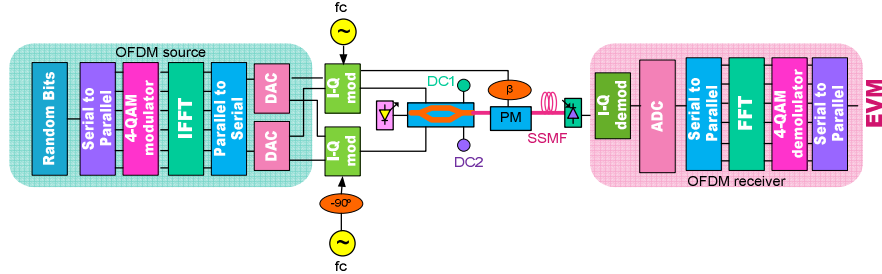 fc
OFDM source
Random Bits
Serial to
Parallel
4-QAM
modulator
IFFT
Parallel to
Serial
DAC
DAC
I-Q
mod
I-Q
mod
~
~
-90º
fc
DC1
DC2
β
PM
SSMF
I-Q
demod
ADC
Serial to
Parallel
FFT
4-QAM
demolulator
Serial to
Parallel
OFDM receiver
EVM